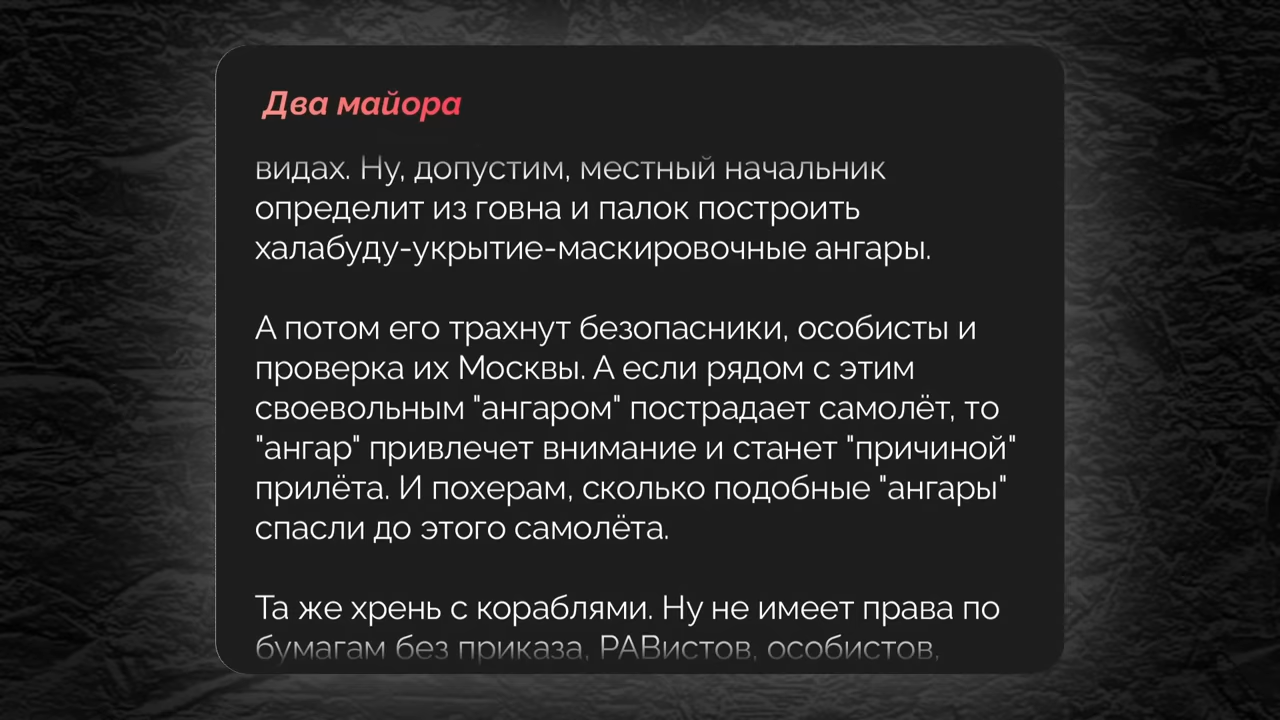 Два майора
видах. Ну, допустим, местный начальник
определит из говна и палок построить
халабуду-укрытие-маскировочные ангары.
А потом его трахнут безопасники, особисты и
проверка их Москвы. А если рядом с этим
своевольным "ангаром" пострадает самолёт, то
"ангар" привлечет внимание и станет "причиной"
прилёта. И похерам, сколько подобные "ангары"
спасли до этого самолёта.
Та же хрень с кораблями. Ну не имеет права по
бумагам без приказа, РАВистов, особистов,